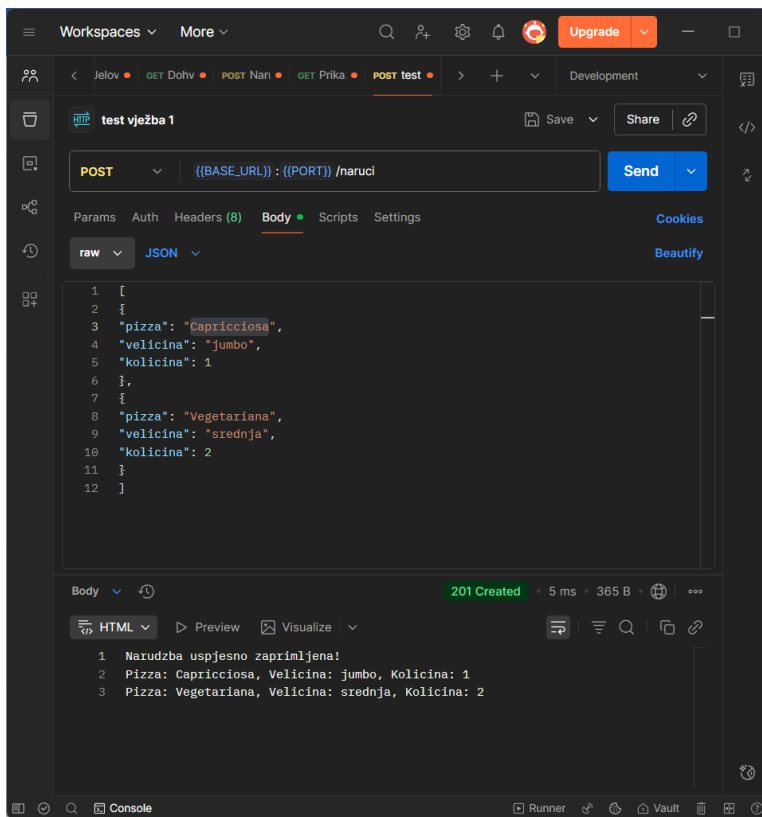 Workspaces More Upgrade
Jelov GET Dohv POST Naru GET Prika POST test Development
HTTP test vježba 1 Save Share
POST {{BASE_URL}} : {{PORT}} /naruci Send
Params Auth Headers (8) Body Scripts Settings Cookies
raw JSON Beautify
1 [
2 {
3 "pizza": "Capricciosa",
4 "velicina": "jumbo",
5 "kolicina": 1
6 },
7 {
8 "pizza": "Vegetariana",
9 "velicina": "srednja",
10 "kolicina": 2
11 }
12 ]
Body 201 Created 5 ms 365 B
HTML Preview Visualize
1 Narudzba uspjesno zaprimljena!
2 Pizza: Capricciosa, Velicina: jumbo, Kolicina: 1
3 Pizza: Vegetariana, Velicina: srednja, Kolicina: 2
Console Runner Vault